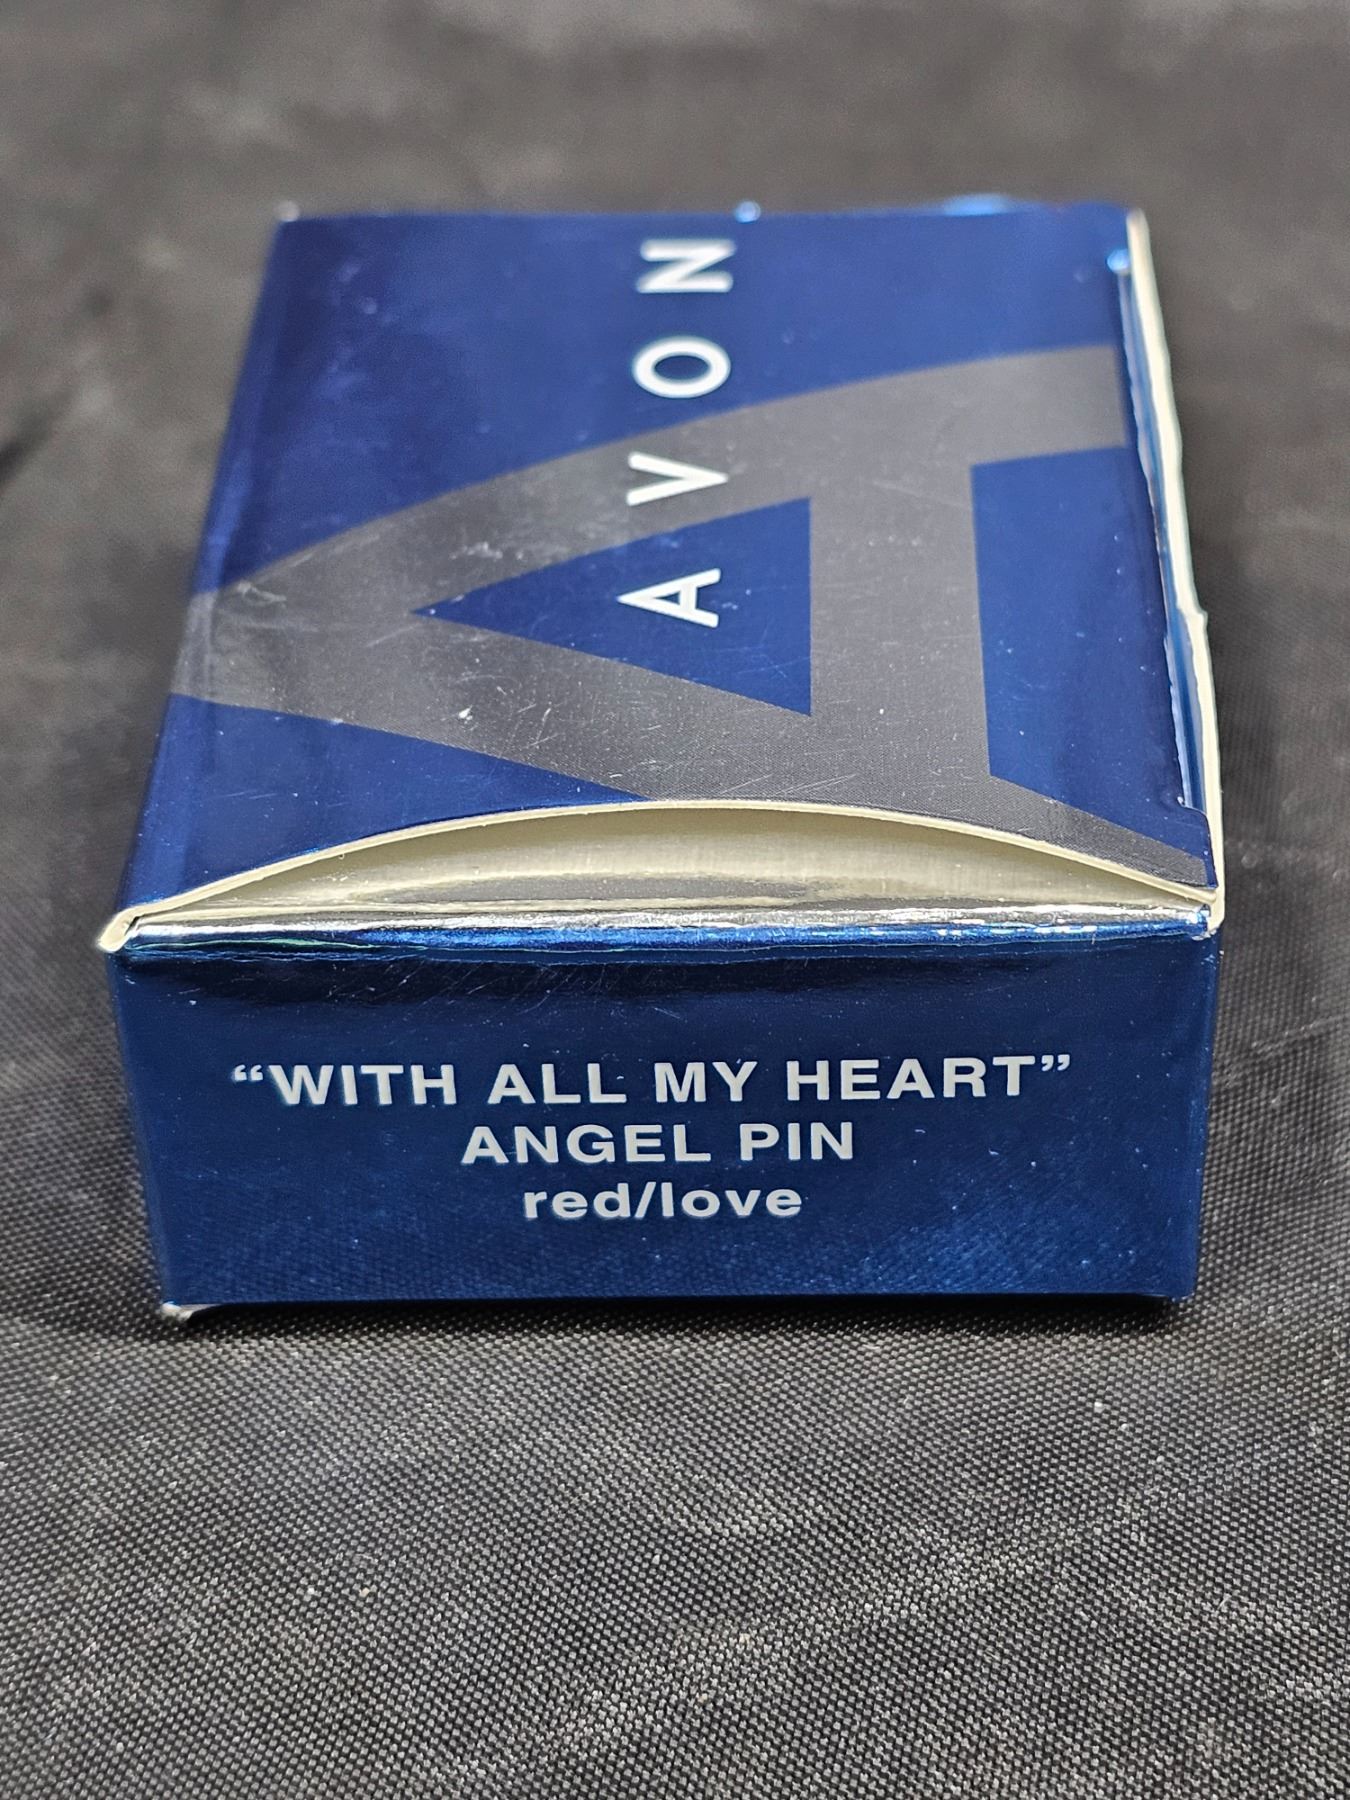 AVON
“WITH ALL MY HEART”
ANGEL PIN
red/love